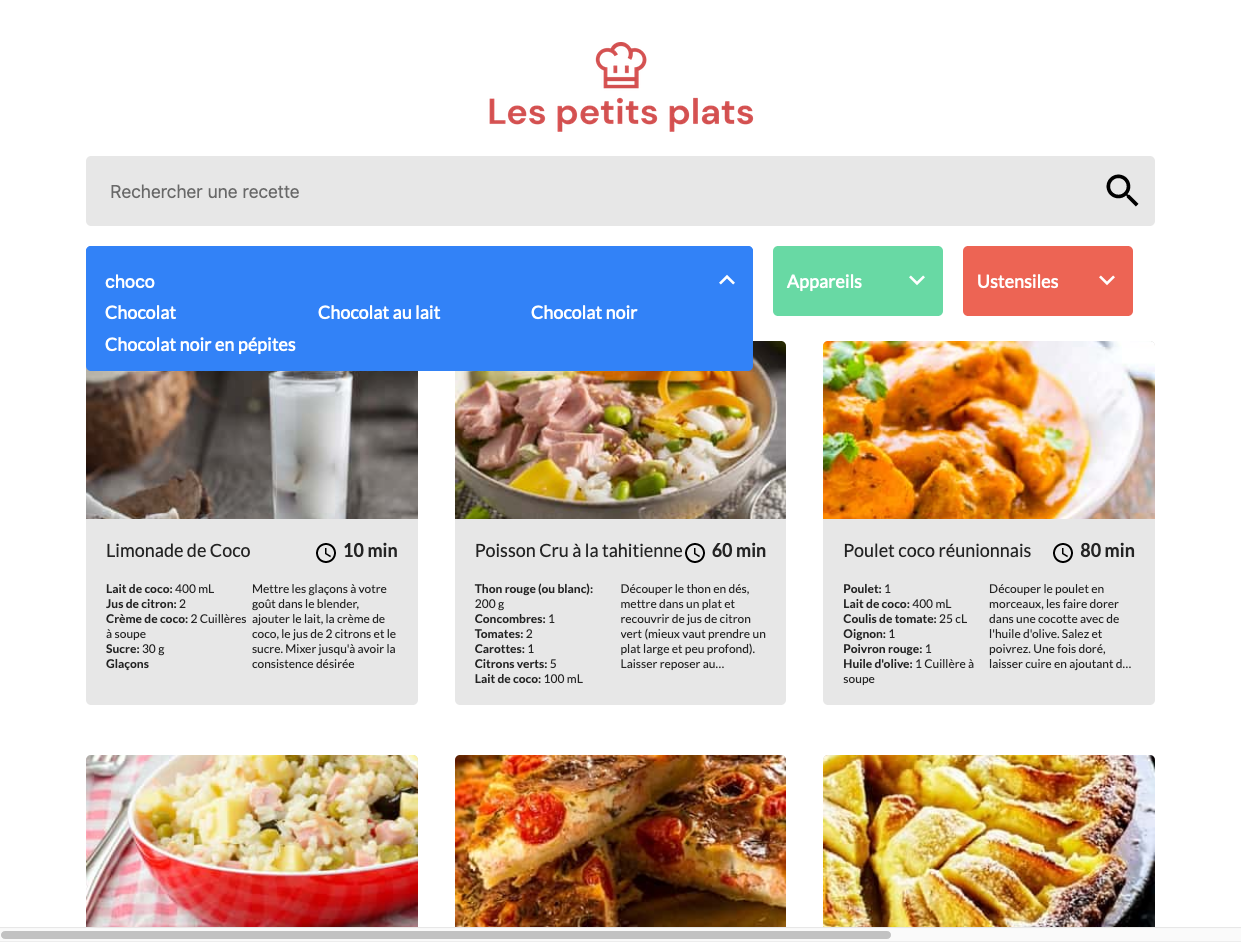 Les petits plats
Rechercher une recette
choco
Appareils
Ustensiles
Chocolat
Chocolat au lait
Chocolat noir
Chocolat noir en pépites
Limonade de Coco
10 min
Lait de coco: 400 mL
Jus de citron: 2
Crème de coco: 2 Cuillères
à soupe
Sucre: 30 g
Glaçons
Mettre les glaçons à votre
goût dans le blender,
ajouter le lait, la crème de
coco, le jus de 2 citrons et le
sucre. Mixer jusqu'à avoir la
consistence désirée
Poisson Cru à la tahitienne
60 min
Thon rouge (ou blanc):
200 g
Concombres: 1
Tomates: 2
Carottes: 1
Citrons verts: 5
Lait de coco: 100 mL
Découper le thon en dés,
mettre dans un plat et
recouvrir de jus de citron
vert (mieux vaut prendre un
plat large et peu profond).
Laisser reposer au...
Poulet coco réunionnais
80 min
Poulet: 1
Lait de coco: 400 mL
Coulis de tomate: 25 cL
Oignon: 1
Poivron rouge: 1
Huile d'olive: 1 Cuillère à
soupe
Découper le poulet en
morceaux, les faire dorer
dans une cocotte avec de
l'huile d'olive. Salez et
poivrez. Une fois doré,
laisser cuire en ajoutant d...